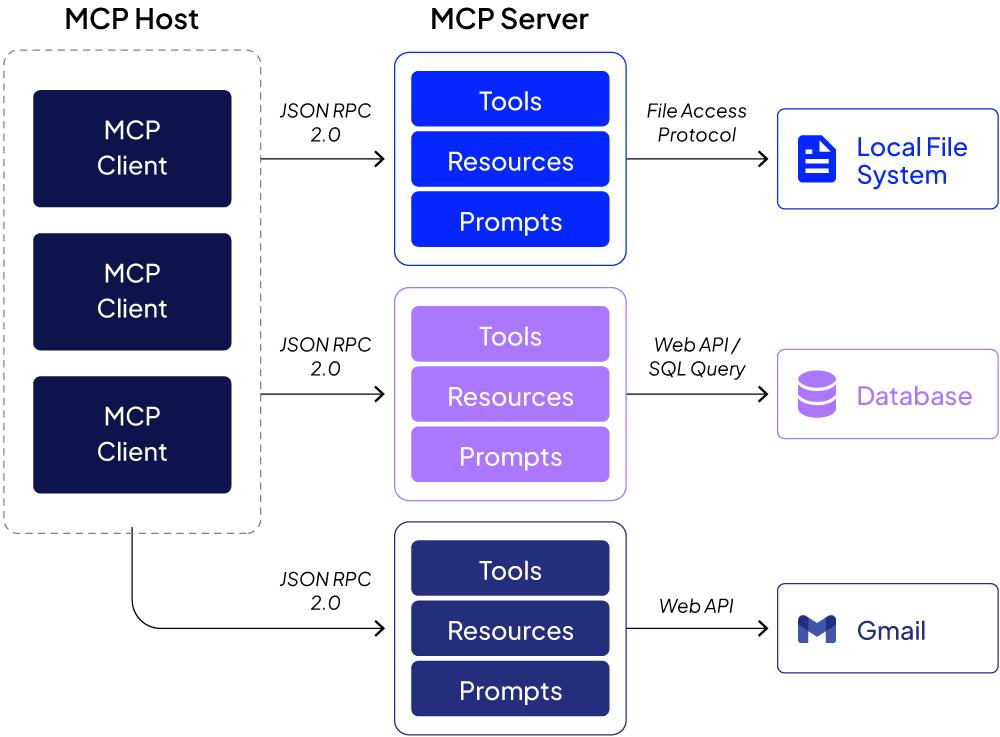 MCP Host
MCP Server
MCP
Client
MCP
Client
MCP
Client
JSON RPC
2.0
Tools
Resources
Prompts
File Access
Protocol
Local File
System
JSON RPC
2.0
Tools
Resources
Prompts
Web API /
SQL Query
Database
JSON RPC
2.0
Tools
Resources
Prompts
Web API
Gmail